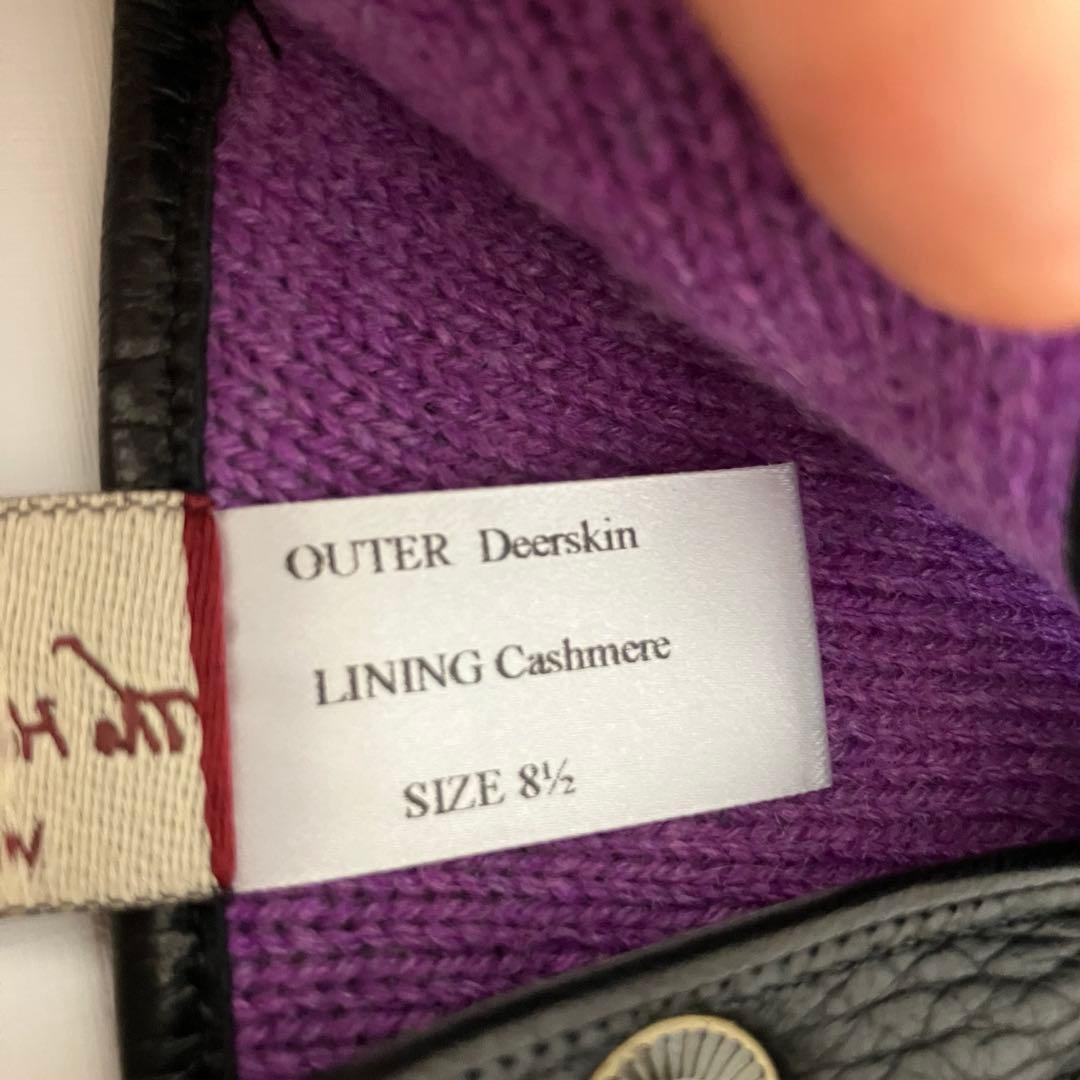 OUTER Deerskin
LINING Cashmere
SIZE 8½